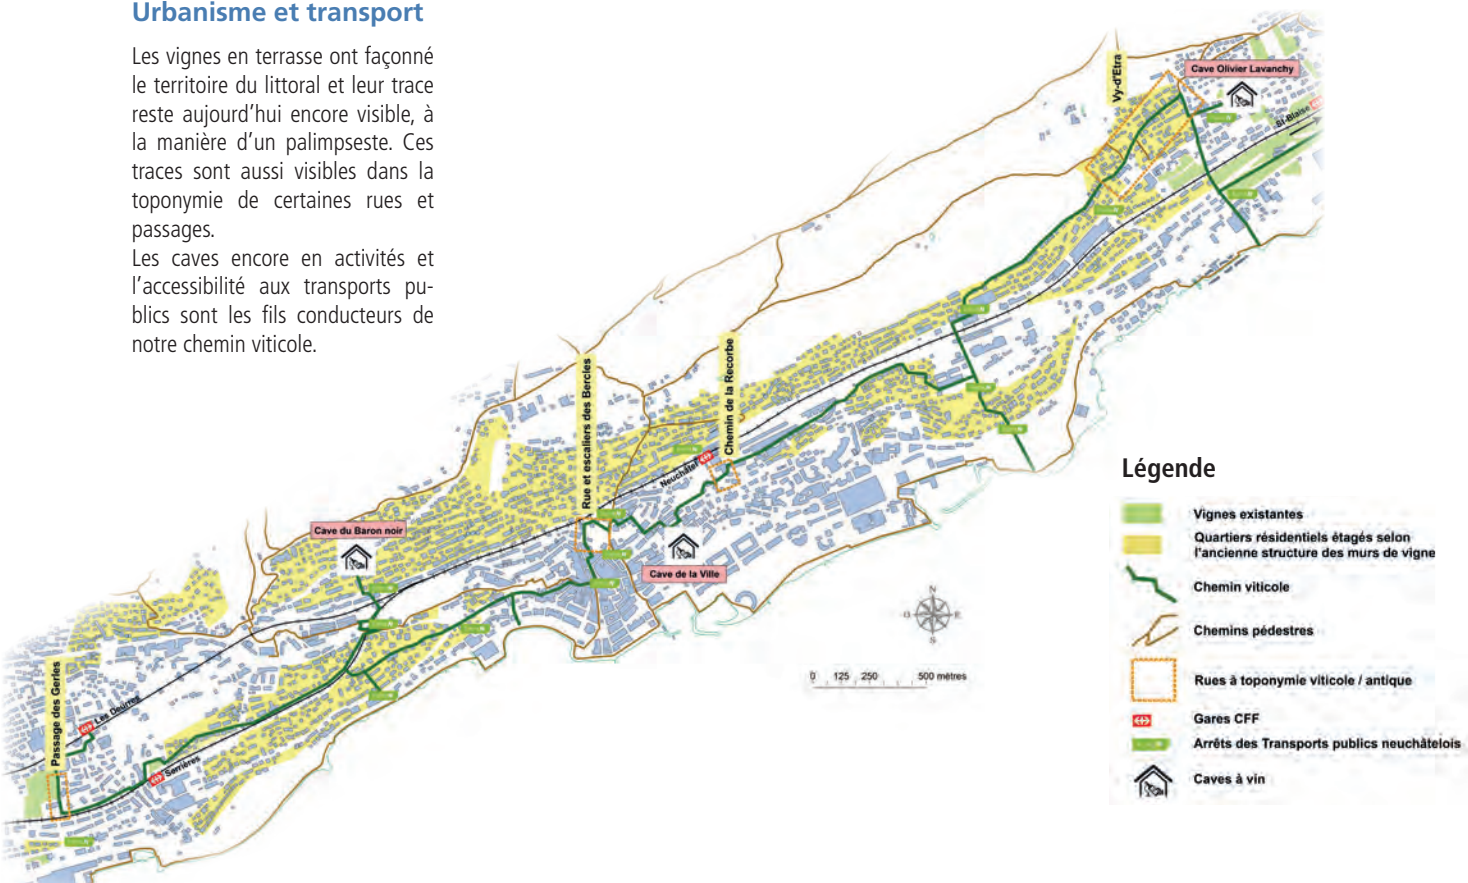 Urbanisme et transport
Les vignes en terrasse ont façonné
le territoire du littoral et leur trace
reste aujourd’hui encore visible, à
la manière d’un palimpseste. Ces
traces sont aussi visibles dans la
toponymie de certaines rues et
passages.
Les caves encore en activités et
l’accessibilité aux transports pu-
blics sont les fils conducteurs de
notre chemin viticole.
Vy-d'Etra
Cave Olivier Lavanchy
St-Blaise
Rue et escaliers des Bercles
Chemin de la Recorbe
Neuchâtel
Cave du Baron noir
Cave de la Ville
Passage des Gerles
Les Deurres
Serrières
N
O
E
S
0 125 250 500 mètres
Légende
Vignes existantes
Quartiers résidentiels étagés selon
l'ancienne structure des murs de vigne
Chemin viticole
Chemins pédestres
Rues à toponymie viticole / antique
Gares CFF
Arrêts des Transports publics neuchâtelois
Caves à vin